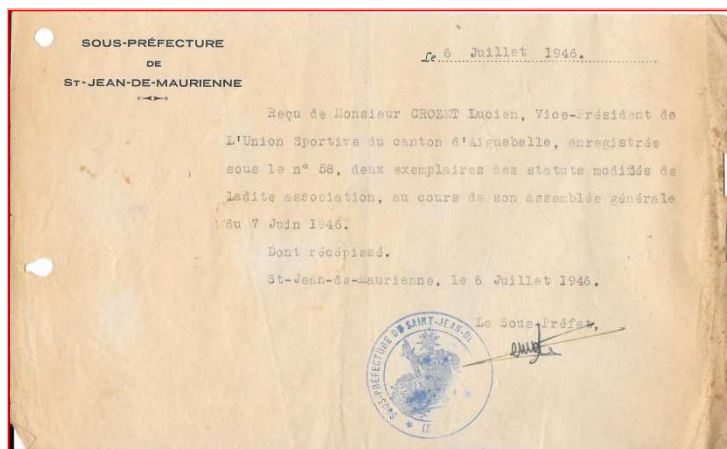 SOUS-PRÉFECTURE
DE
ST-JEAN-DE-MAURIENNE
Le 6 Juillet 1946.
Reçu de Monsieur CROZET Lucien, Vice-Président de
L'Union Sportive du canton d'Aiguebelle, enregistrée
sous le n° 58, deux exemplaires des statuts modifiés de
ladite association, au cours de son assemblée générale
du 7 Juin 1946.
Dont récépissé.
St-Jean-de-Maurienne, le 6 Juillet 1946.
Le Sous-Préfet,
SOUS-PRÉFECTURE DE SAINT-JEAN-DE